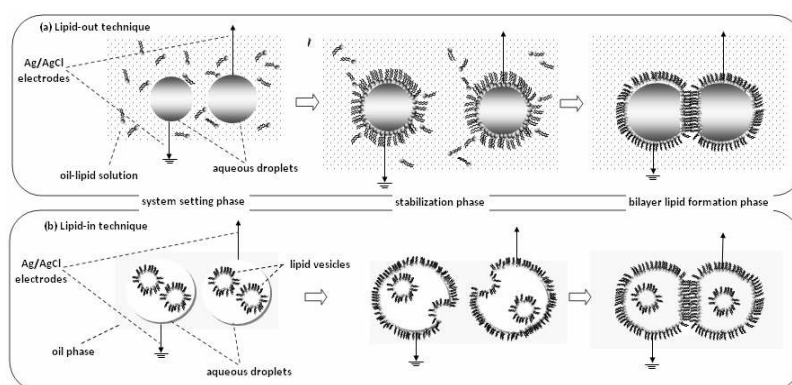 (a) Lipid-out technique
Ag/AgCl
electrodes
oil-lipid solution
aqueous droplets
system setting phase
stabilization phase
bilayer lipid formation phase
(b) Lipid-in technique
Ag/AgCl
electrodes
lipid vesicles
oil phase
aqueous droplets